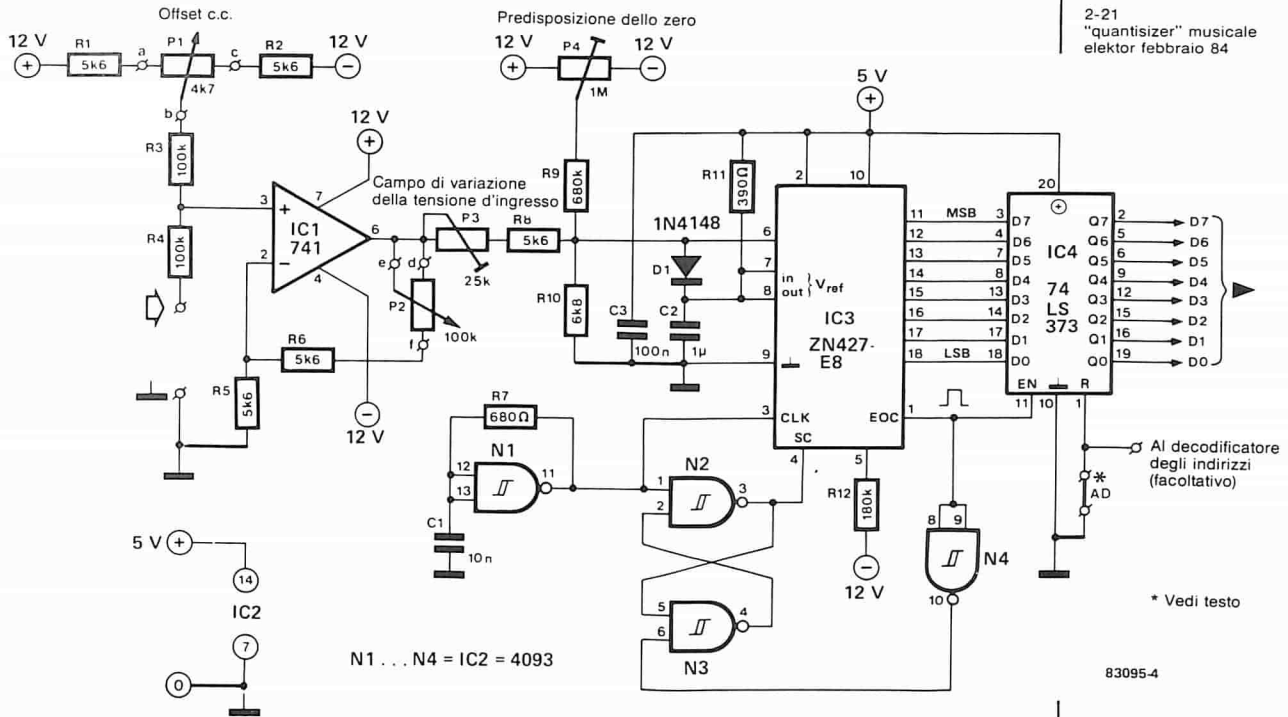 2-21
"quantisizer" musicale
elektor febbraio 84
Offset c.c.
12 V
R1
5k6
a
P1
4k7
c
R2
5k6
12 V
b
R3
100k
R4
100k
12 V
3
7
IC1
741
2
4
6
12 V
R6
5k6
R5
5k6
Campo di variazione
della tensione d'ingresso
e
d
P3
25k
P2
100k
f
R8
5k6
Predisposizione dello zero
12 V
P4
1M
12 V
R9
680k
R10
6k8
C3
100n
1N4148
D1
C2
1µ
R11
390Ω
5 V
2
10
6
7
8
in
out
Vref
9
IC3
ZN427-
E8
3
CLK
SC
EOC
1
4
5
R12
180k
12 V
11
MSB
3
12
4
13
7
14
8
15
13
16
14
17
17
18
LSB
18
20
D7
Q7
2
D7
D6
Q6
5
D6
D5
Q5
6
D5
D4
Q4
9
D4
D3
Q3
12
D3
D2
Q2
15
D2
D1
Q1
16
D1
D0
Q0
19
D0
IC4
74
LS
373
EN
R
11
10
1
Al decodificatore
degli indirizzi
(facoltativo)
*
AD
R7
680Ω
N1
12
13
11
C1
10n
N2
1
2
3
5
6
4
N3
8
9
N4
10
5 V
14
IC2
7
0
N1 . . . N4 = IC2 = 4093
* Vedi testo
83095-4